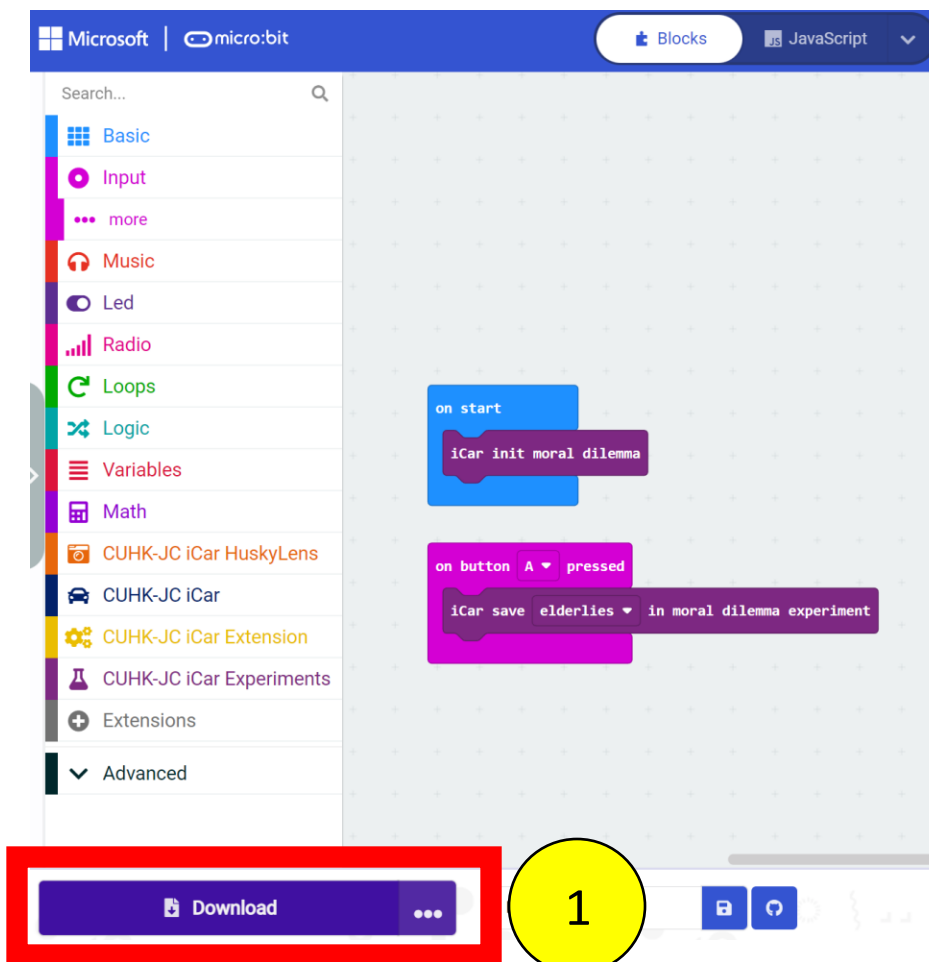 Microsoft | micro:bit
Blocks
JS JavaScript
Search...
Basic
Input
more
Music
Led
Radio
Loops
Logic
Variables
Math
CUHK-JC iCar HuskyLens
CUHK-JC iCar
CUHK-JC iCar Extension
CUHK-JC iCar Experiments
Extensions
Advanced
on start
iCar init moral dilemma
on button A pressed
iCar save elderlies in moral dilemma experiment
Download
1